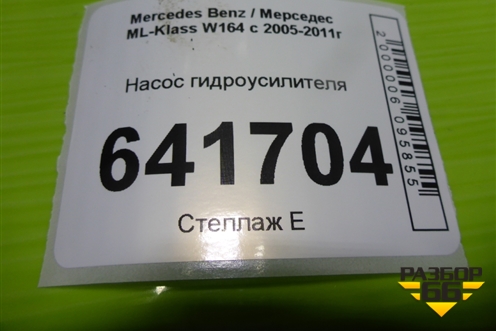 Mercedes Benz / Мерседес
ML-Klass W164 с 2005-2011г
Насос гидроусилителя
641704
Стеллаж Е
2000006095855
РАЗБОР
66